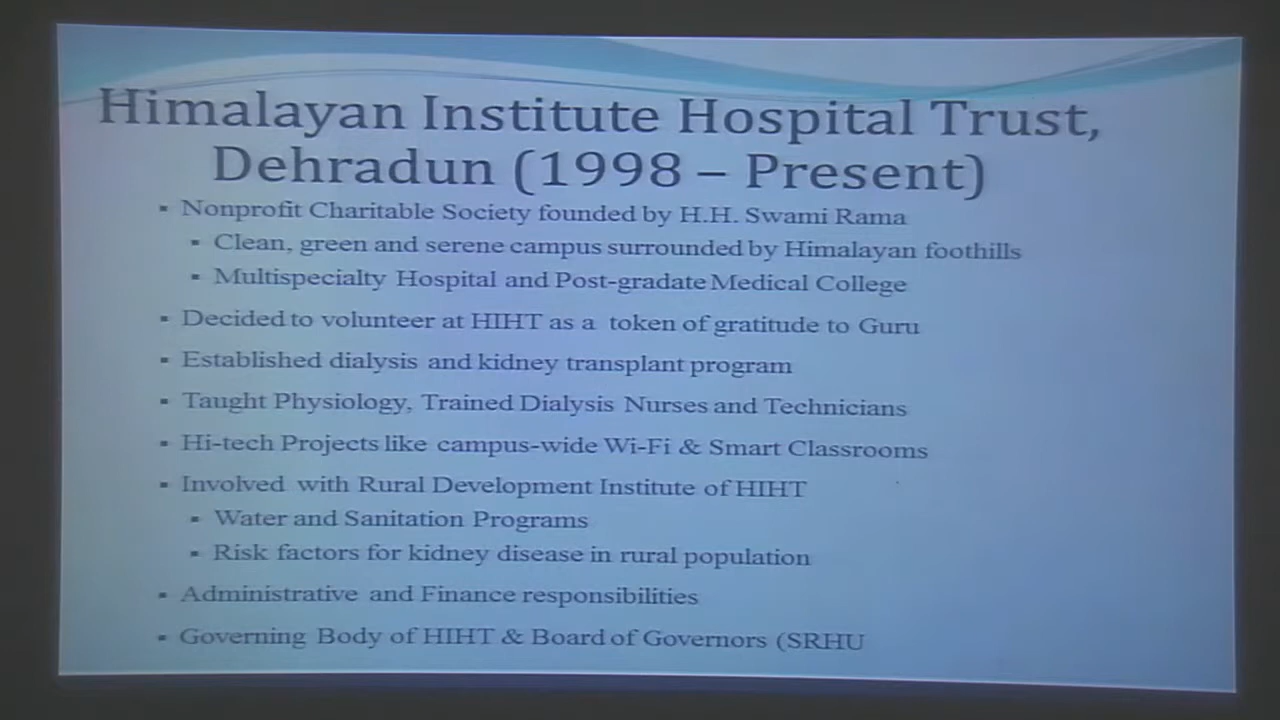 Himalayan Institute Hospital Trust,
Dehradun (1998 – Present)
▪ Nonprofit Charitable Society founded by H.H. Swami Rama
▪ Clean, green and serene campus surrounded by Himalayan foothills
▪ Multispecialty Hospital and Post-gradate Medical College
▪ Decided to volunteer at HIHT as a token of gratitude to Guru
▪ Established dialysis and kidney transplant program
▪ Taught Physiology, Trained Dialysis Nurses and Technicians
▪ Hi-tech Projects like campus-wide Wi-Fi & Smart Classrooms
▪ Involved with Rural Development Institute of HIHT
▪ Water and Sanitation Programs
▪ Risk factors for kidney disease in rural population
▪ Administrative and Finance responsibilities
▪ Governing Body of HIHT & Board of Governors (SRHU